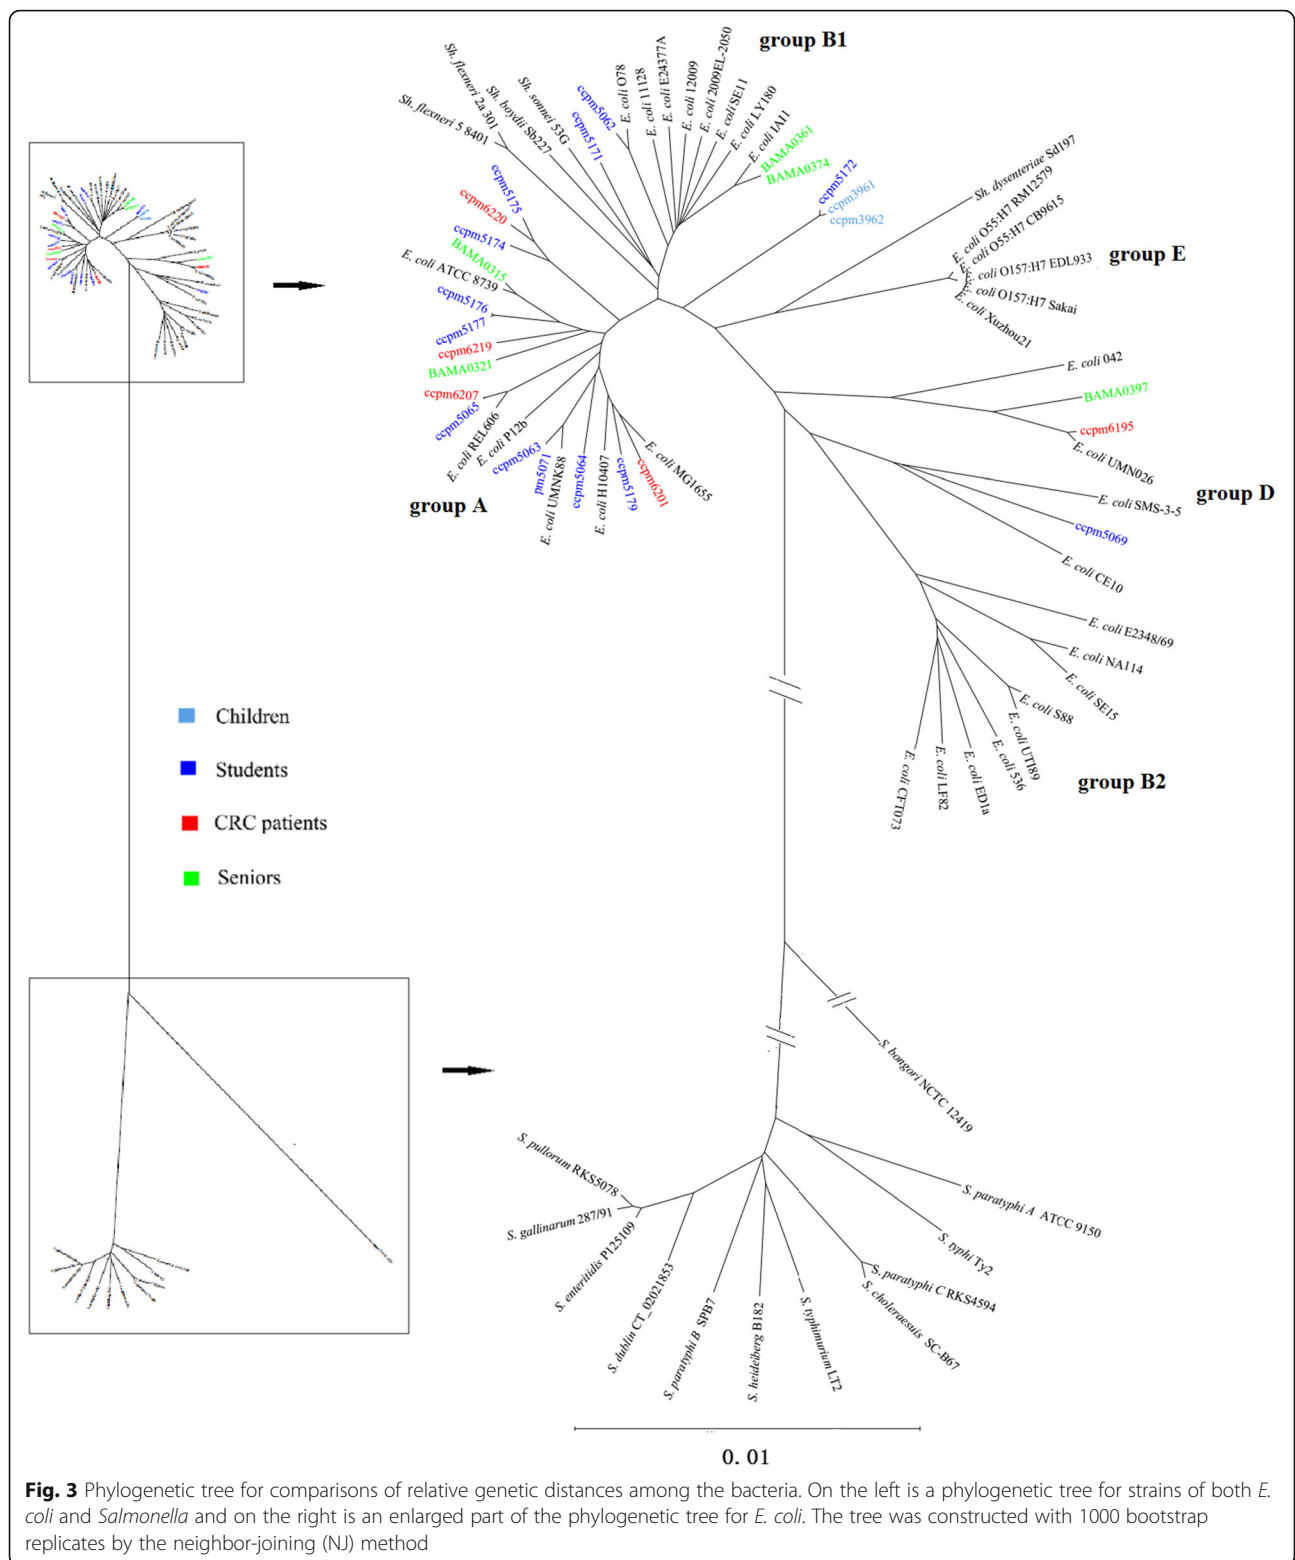 group B1
Sh. flexneri 2a 301
Sh. flexneri 5 8401
Sh. boydii Sb227
Sh. sonnei 53G
ccpm5171
ccpm5062
E. coli O78
E. coli 11128
E. coli E24377A
E. coli 12009
E. coli 2009EL-2050
E. coli SE11
E. coli LY180
E. coli IAI1
BAMA0361
BAMA0374
ccpm5172
ccpm3961
ccpm3962
Sh. dysenteriae Sd197
E. coli O55:H7 RM12579
E. coli O55:H7 CB9615
E. coli O157:H7 EDL933
E. coli O157:H7 Sakai
E. coli Xuzhou21
group E
ccpm5175
ccpm6220
ccpm5174
BAMA0315
E. coli ATCC 8739
ccpm5176
ccpm5177
ccpm6219
BAMA0321
ccpm6207
ccpm5065
E. coli REL606
E. coli P12b
ccpm5063
pm5071
E. coli UMNK88
ccpm5064
E. coli H10407
ccpm5179
ccpm6201
E. coli MG1655
group A
E. coli 042
BAMA0397
ccpm6195
E. coli UMN026
group D
E. coli SMS-3-5
ccpm5069
E. coli CE10
E. coli E2348/69
E. coli NA114
E. coli SE15
E. coli S88
E. coli UTI89
E. coli 536
E. coli ED1a
E. coli LF82
E. coli CFT073
group B2
Children
Students
CRC patients
Seniors
S. bongori NCTC 12419
S. paratyphi A ATCC 9150
S. typhi Ty2
S. paratyphi C RKS4594
S. choleraesuis SC-B67
S. typhimurium LT2
S. heideiberg B182
S. paratyphi B SPB7
S. dublin CT_02021853
S. enteritidis P125109
S. gallinarum 287/91
S. pullorum RKS5078
0.01
Fig. 3 Phylogenetic tree for comparisons of relative genetic distances among the bacteria. On the left is a phylogenetic tree for strains of both E.
coli and Salmonella and on the right is an enlarged part of the phylogenetic tree for E. coli. The tree was constructed with 1000 bootstrap
replicates by the neighbor-joining (NJ) method